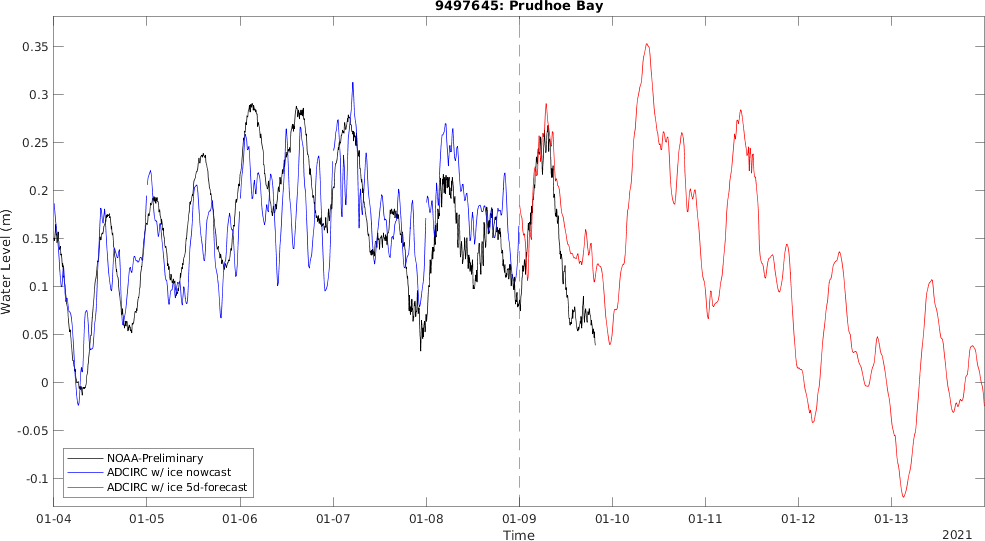 9497645: Prudhoe Bay
Water Level (m)
0.35
0.3
0.25
0.2
0.15
0.1
0.05
0
-0.05
-0.1
NOAA-Preliminary
ADCIRC w/ ice nowcast
ADCIRC w/ ice 5d-forecast
01-04 01-05 01-06 01-07 01-08 01-09 01-10 01-11 01-12 01-13
Time
2021